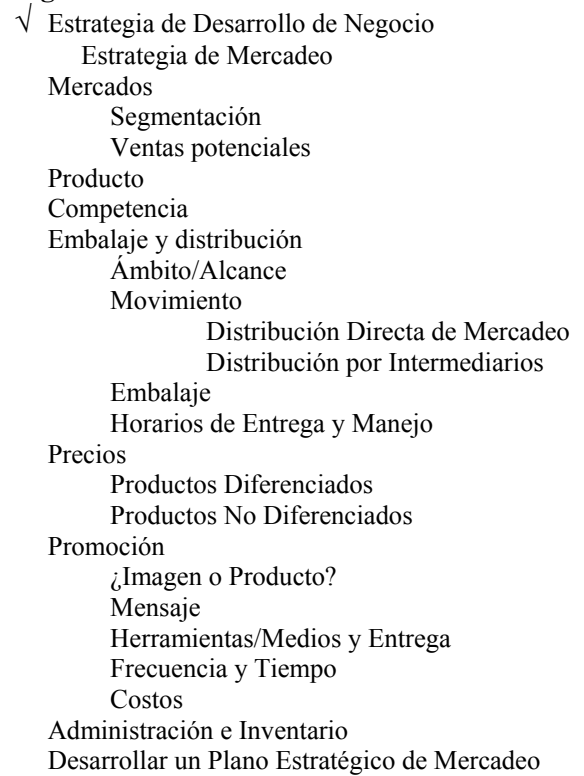 √ Estrategia de Desarrollo de Negocio
Estrategia de Mercadeo
Mercados
Segmentación
Ventas potenciales
Producto
Competencia
Embalaje y distribución
Ámbito/Alcance
Movimiento
Distribución Directa de Mercadeo
Distribución por Intermediarios
Embalaje
Horarios de Entrega y Manejo
Precios
Productos Diferenciados
Productos No Diferenciados
Promoción
¿Imagen o Producto?
Mensaje
Herramientas/Medios y Entrega
Frecuencia y Tiempo
Costos
Administración e Inventario
Desarrollar un Plano Estratégico de Mercadeo